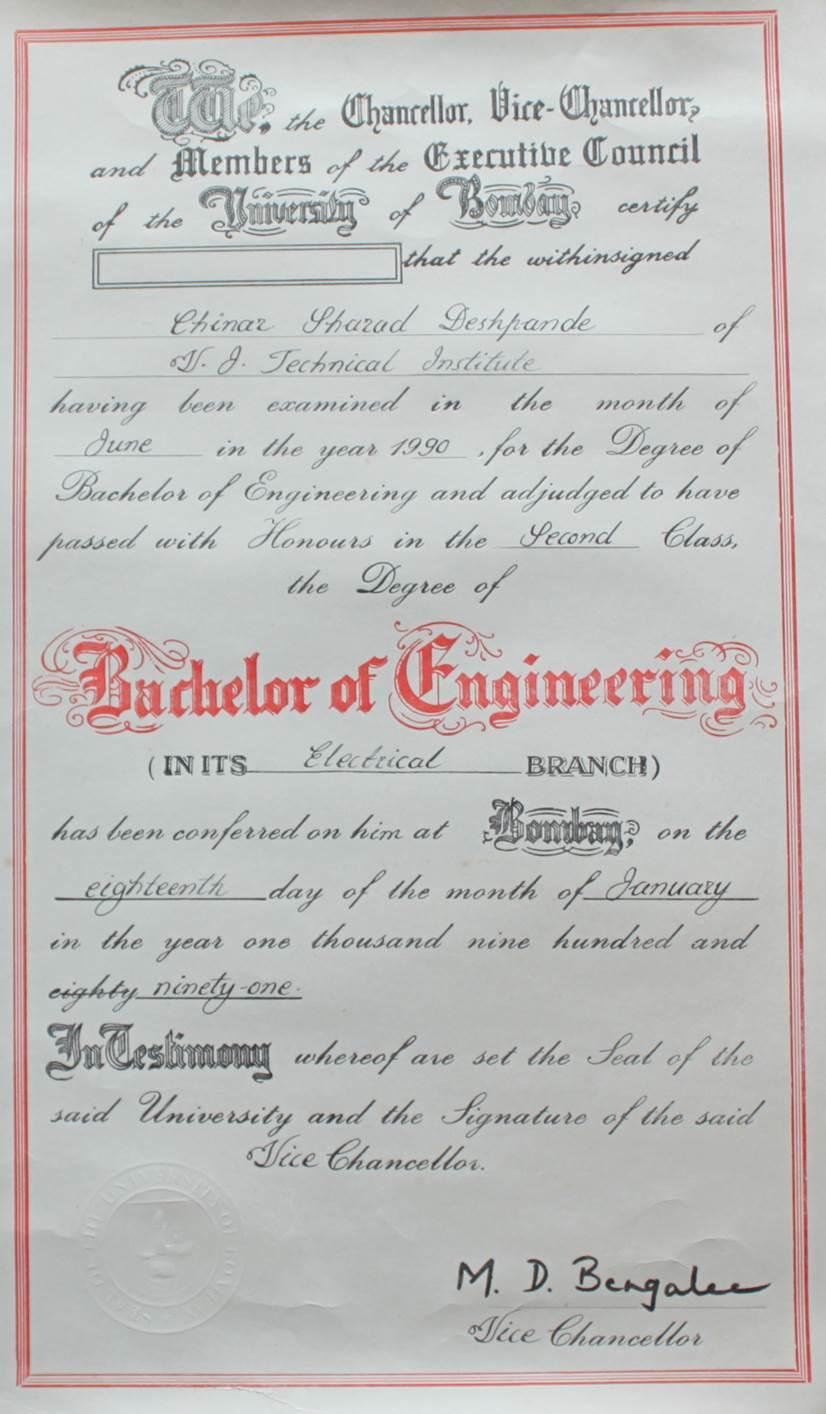 We, the Chancellor, Vice-Chancellor,
and Members of the Executive Council
of the University of Bombay, certify
that the withinsigned
Chinar Sharad Deshpande of
V. J. Technical Institute
having been examined in the month of
June in the year 1990, for the Degree of
Bachelor of Engineering and adjudged to have
passed with Honours in the Second Class,
the Degree of
Bachelor of Engineering
(IN ITS Electrical BRANCH)
has been conferred on him at Bombay, on the
eighteenth day of the month of January
in the year one thousand nine hundred and
eighty ninety-one.
In Testimony whereof are set the Seal of the
said University and the Signature of the said
Vice Chancellor.
SEAL OF THE UNIVERSITY OF BOMBAY
M. D. Bengalee
Vice Chancellor